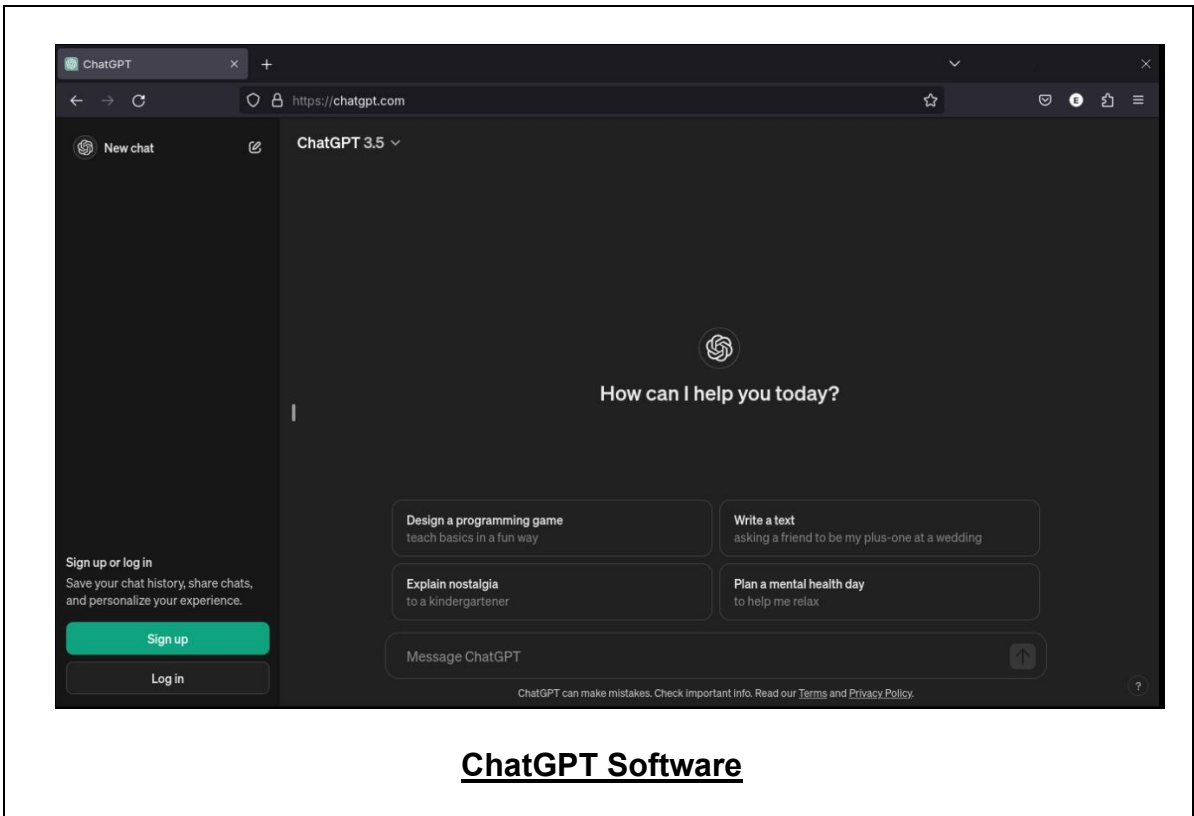 ChatGPT
https://chatgpt.com
E
New chat
ChatGPT 3.5
How can I help you today?
Design a programming game
teach basics in a fun way
Write a text
asking a friend to be my plus-one at a wedding
Explain nostalgia
to a kindergartener
Plan a mental health day
to help me relax
Sign up or log in
Save your chat history, share chats,
and personalize your experience.
Sign up
Log in
Message ChatGPT
ChatGPT can make mistakes. Check important info. Read our Terms and Privacy Policy.
?
ChatGPT Software